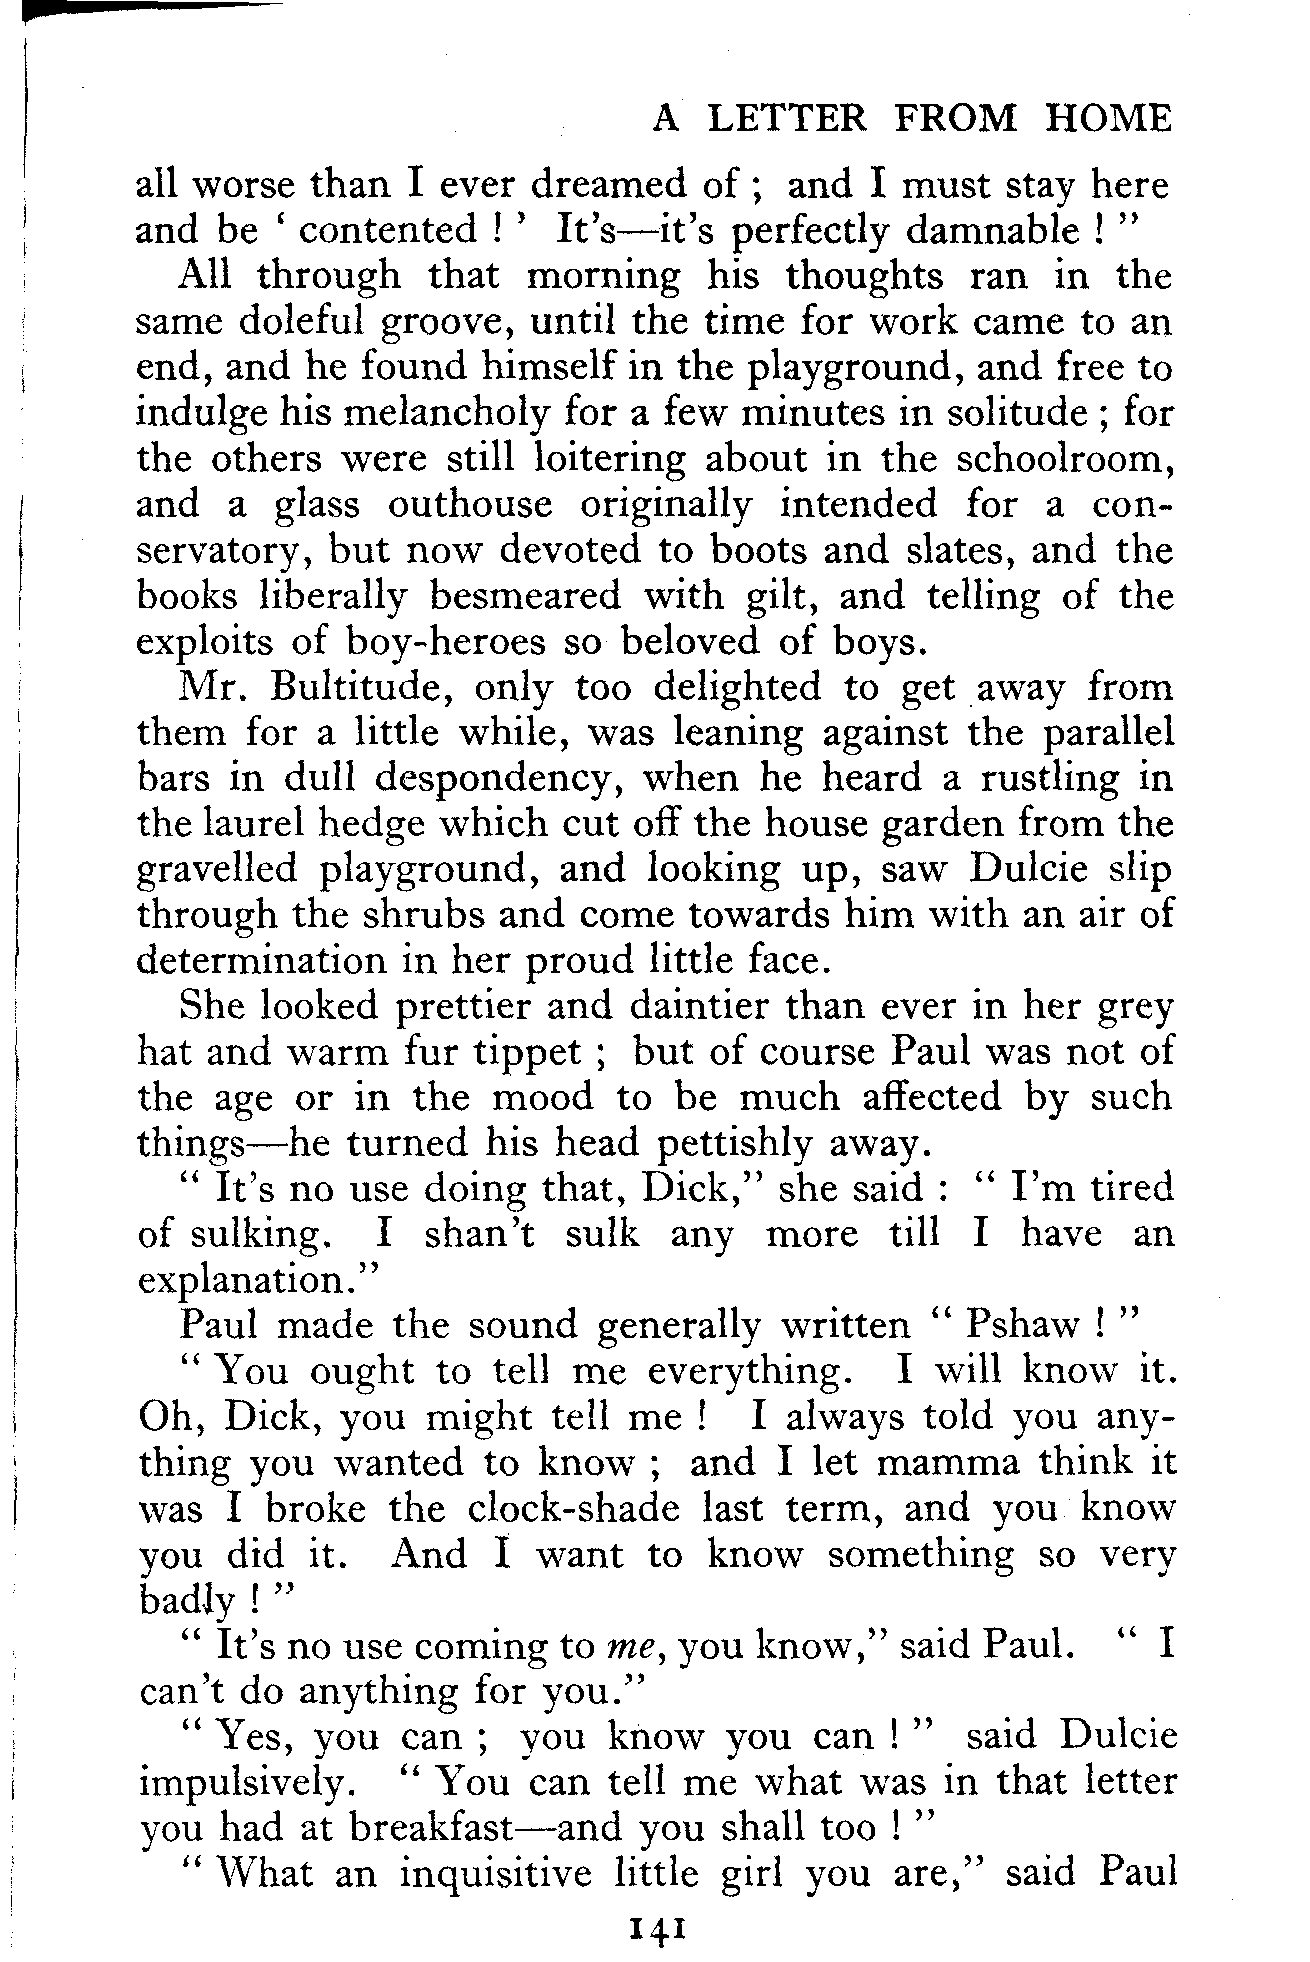 A LETTER FROM HOME
all worse than I ever dreamed of ; and I must stay here
and be ‘ contented ! ’ It's—it's perfectly damnable ! ”
All through that morning his thoughts ran in the
same doleful groove, until the time for work came to an
end, and he found himself in the playground, and free to
indulge his melancholy for a few minutes in solitude ; for
the others were still loitering about in the schoolroom,
and a glass outhouse originally intended for a con-
servatory, but now devoted to boots and slates, and the
books liberally besmeared with gilt, and telling of the
exploits of boy-heroes so beloved of boys.
Mr. Bultitude, only too delighted to get away from
them for a little while, was leaning against the parallel
bars in dull despondency, when he heard a rustling in
the laurel hedge which cut off the house garden from the
gravelled playground, and looking up, saw Dulcie slip
through the shrubs and come towards him with an air of
determination in her proud little face.
She looked prettier and daintier than ever in her grey
hat and warm fur tippet ; but of course Paul was not of
the age or in the mood to be much affected by such
things—he turned his head pettishly away.
“ It's no use doing that, Dick,” she said : “ I'm tired
of sulking. I shan't sulk any more till I have an
explanation.”
Paul made the sound generally written “ Pshaw ! ”
“ You ought to tell me everything. I will know it.
Oh, Dick, you might tell me ! I always told you any-
thing you wanted to know ; and I let mamma think it
was I broke the clock-shade last term, and you know
you did it. And I want to know something so very
badly ! ”
“ It's no use coming to me, you know,” said Paul. “ I
can't do anything for you.”
“ Yes, you can ; you know you can ! ” said Dulcie
impulsively. “ You can tell me what was in that letter
you had at breakfast—and you shall too ! ”
“ What an inquisitive little girl you are,” said Paul
141